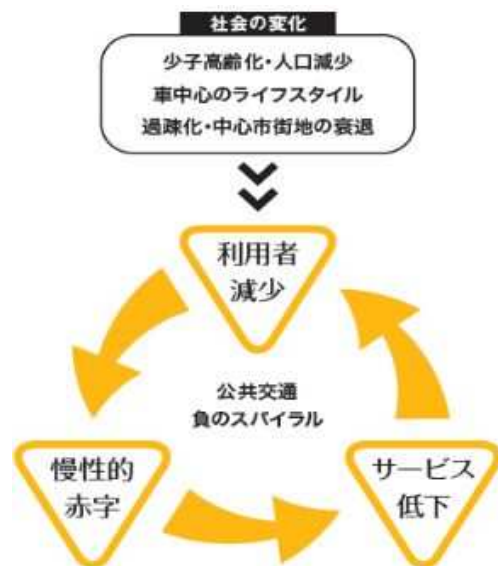 社会の変化
少子高齢化・人口減少
車中心のライフスタイル
過疎化・中心市街地の衰退
利用者
減少
公共交通
負のスパイラル
慢性的
赤字
サービス
低下